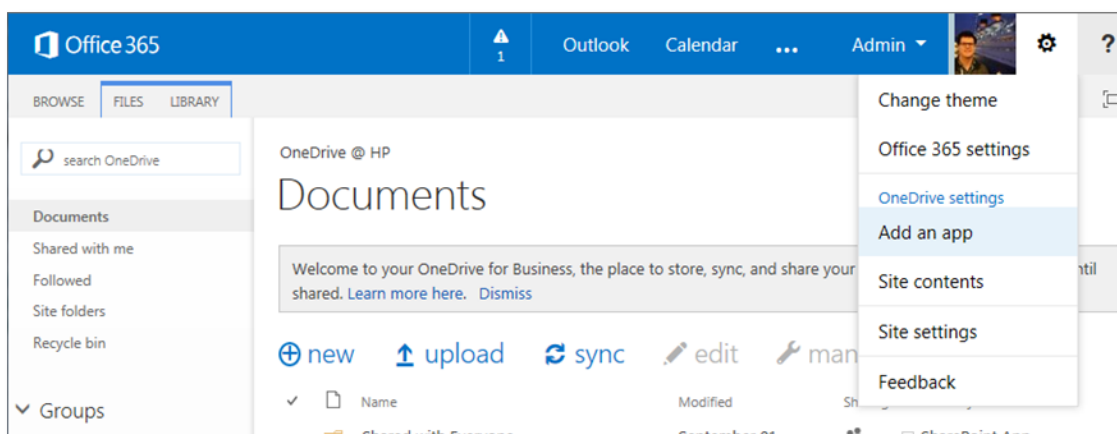 Office 365
1
Outlook Calendar ... Admin
?
BROWSE FILES LIBRARY
search OneDrive
Documents
Shared with me
Followed
Site folders
Recycle bin
Groups
OneDrive @ HP
Documents
Welcome to your OneDrive for Business, the place to store, sync, and share your
shared. Learn more here. Dismiss
new upload sync edit
Name Modified
Change theme
Office 365 settings
OneDrive settings
Add an app
Site contents
Site settings
Feedback